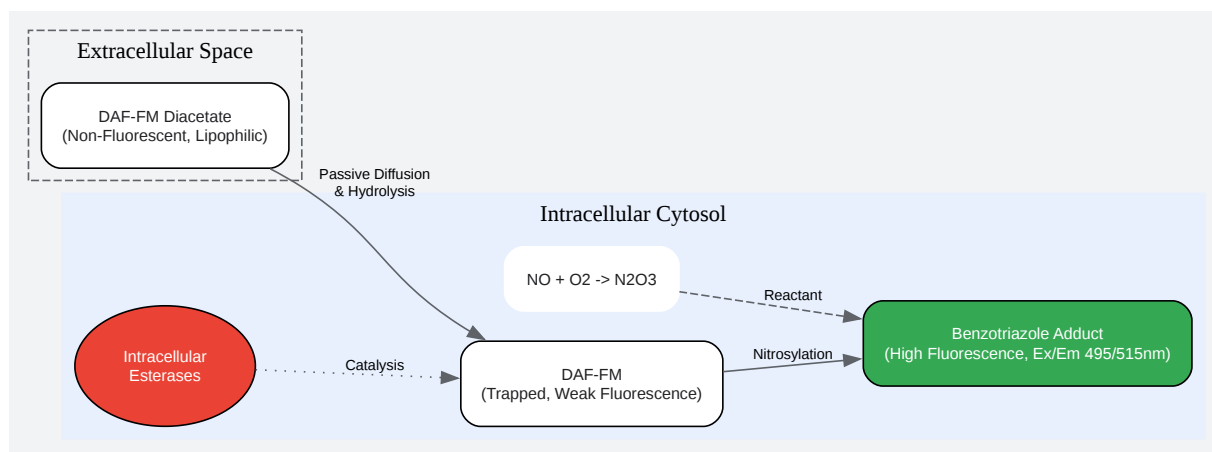 Extracellular Space
DAF-FM Diacetate
(Non-Fluorescent, Lipophilic)
Passive Diffusion
& Hydrolysis
Intracellular Cytosol
NO + O2 -> N2O3
Reactant
Benzotriazole Adduct
(High Fluorescence, Ex/Em 495/515nm)
Intracellular
Esterases
Catalysis
DAF-FM
(Trapped, Weak Fluorescence)
Nitrosylation